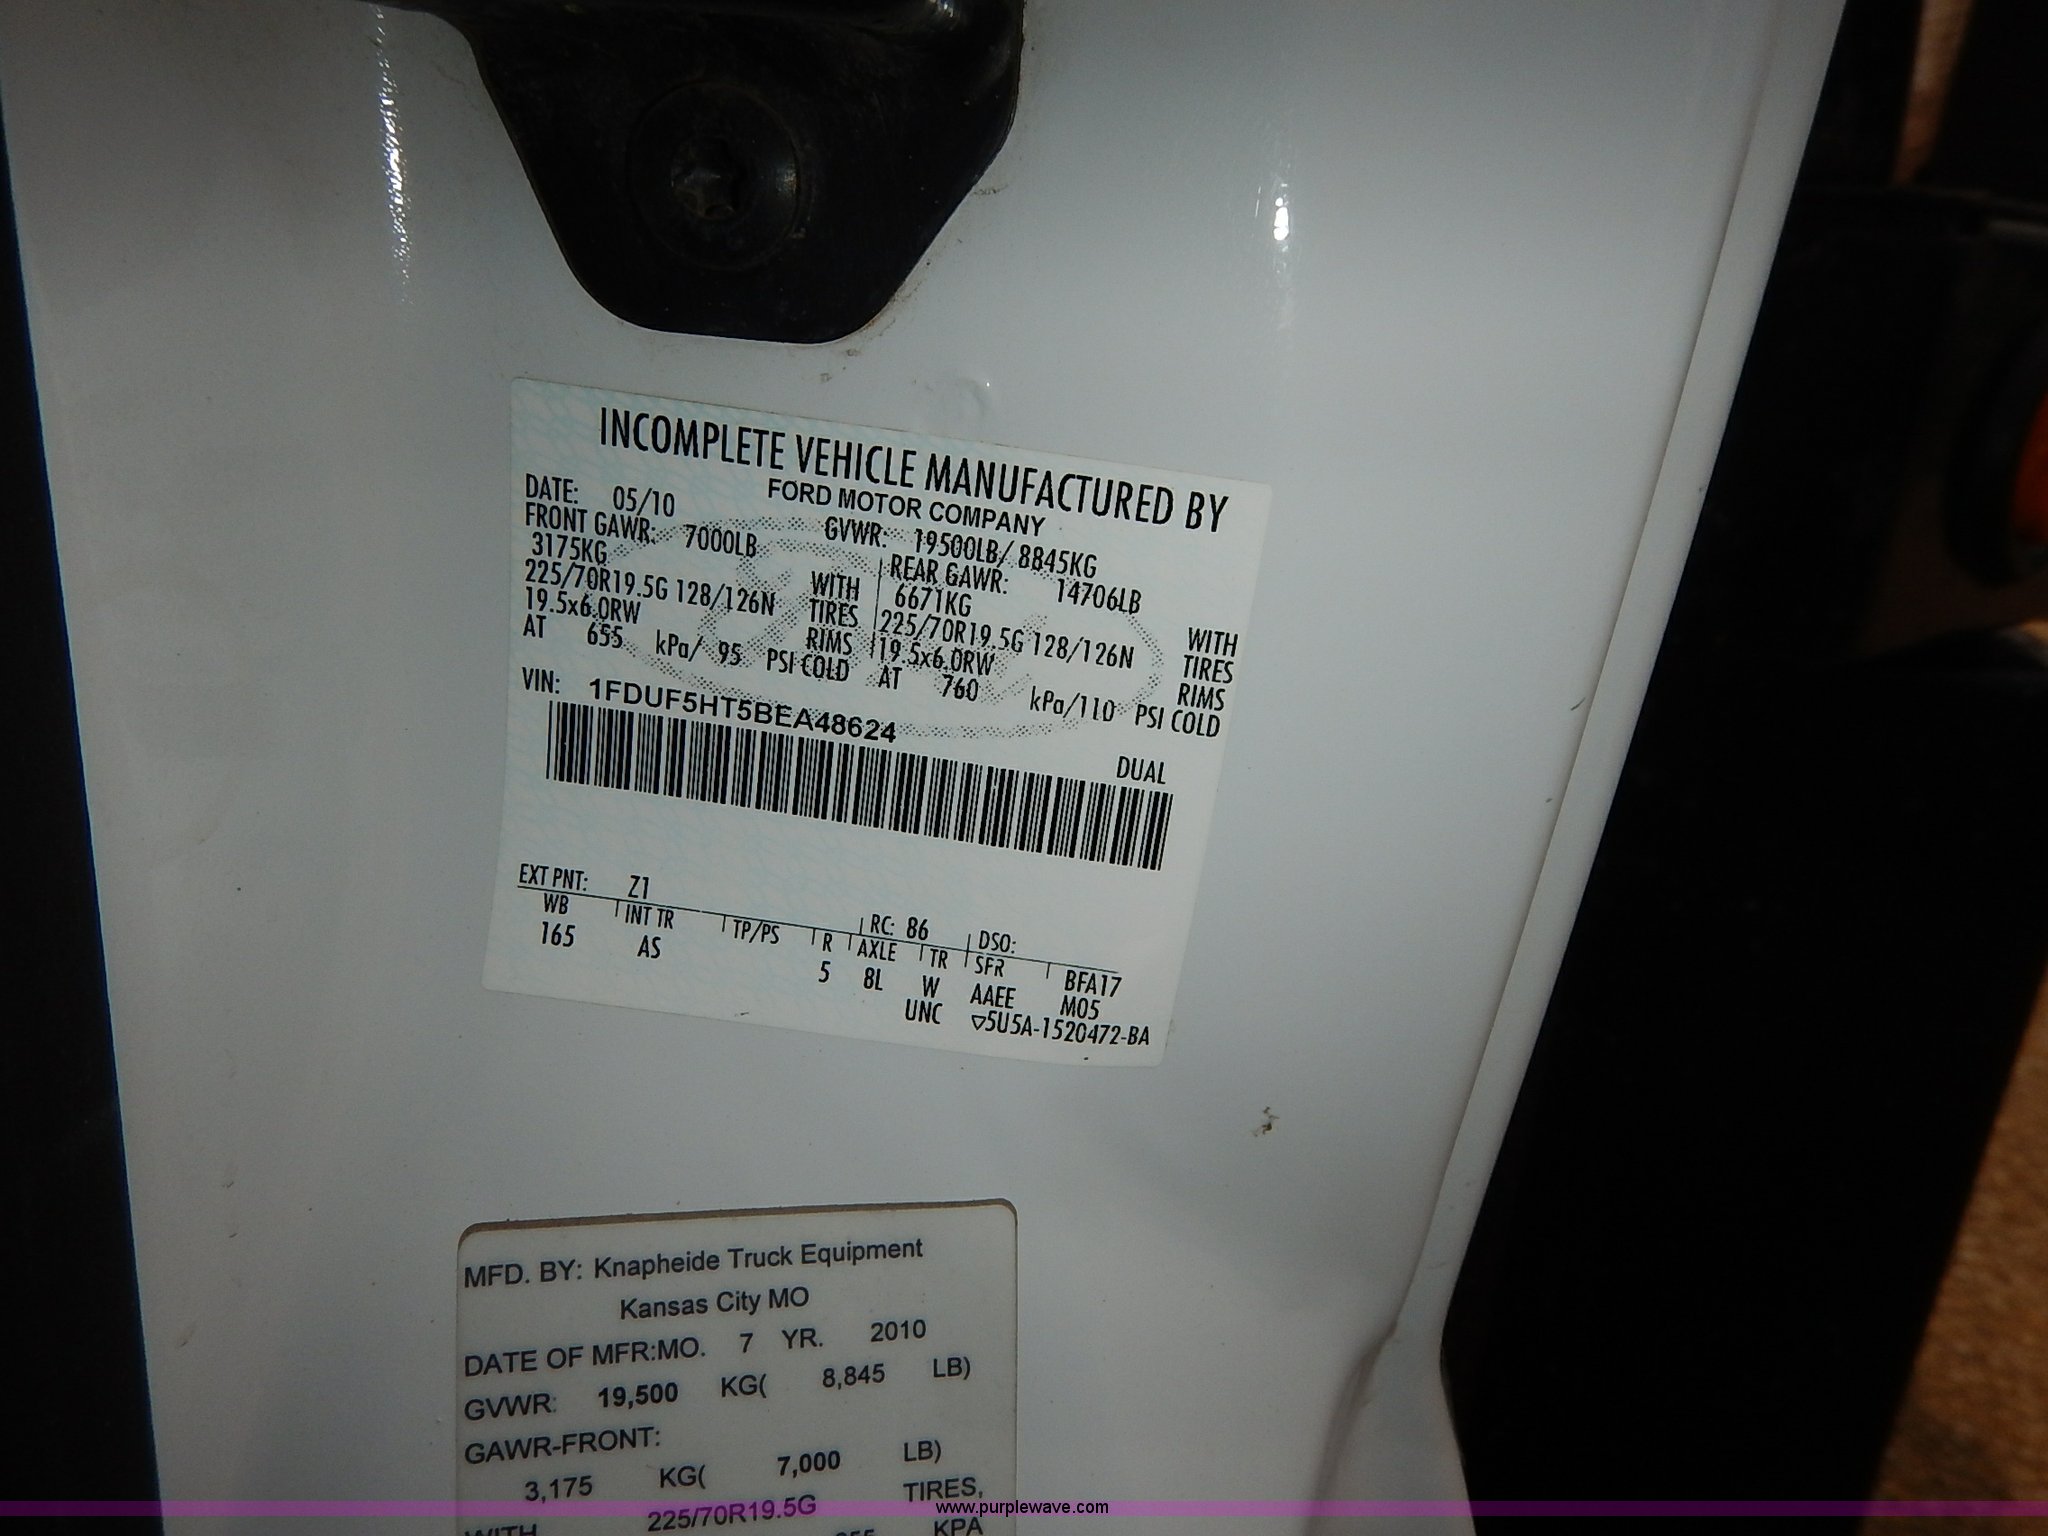 INCOMPLETE VEHICLE MANUFACTURED BY
FORD MOTOR COMPANY
DATE: 05/10 GVWR: 19500LB/ 8845KG
FRONT GAWR: 7000LB REAR GAWR: 14706LB
3175KG WITH 6671KG WITH
225/70R19.5G 128/126N TIRES 225/70R19.5G 128/126N TIRES
19.5x6.0RW RIMS 19.5x6.0RW RIMS
AT 655 kPa/ 95 PSI COLD AT 760 kPa/110 PSI COLD
VIN: 1FDUF5HT5BEA48624
DUAL
EXT PNT: Z1 RC: 86 DSO:
WB INT TR TP/PS R AXLE TR SFR BFA17
165 AS 5 8L W AAEE M05
UNC ▽5U5A-1520472-BA
MFD. BY: Knapheide Truck Equipment
Kansas City MO
DATE OF MFR:MO. 7 YR. 2010
GVWR: 19,500 KG( 8,845 LB)
GAWR-FRONT:
3,175 KG( 7,000 LB)
WITH 225/70R19.5G TIRES,
KPA
www.purplewave.com